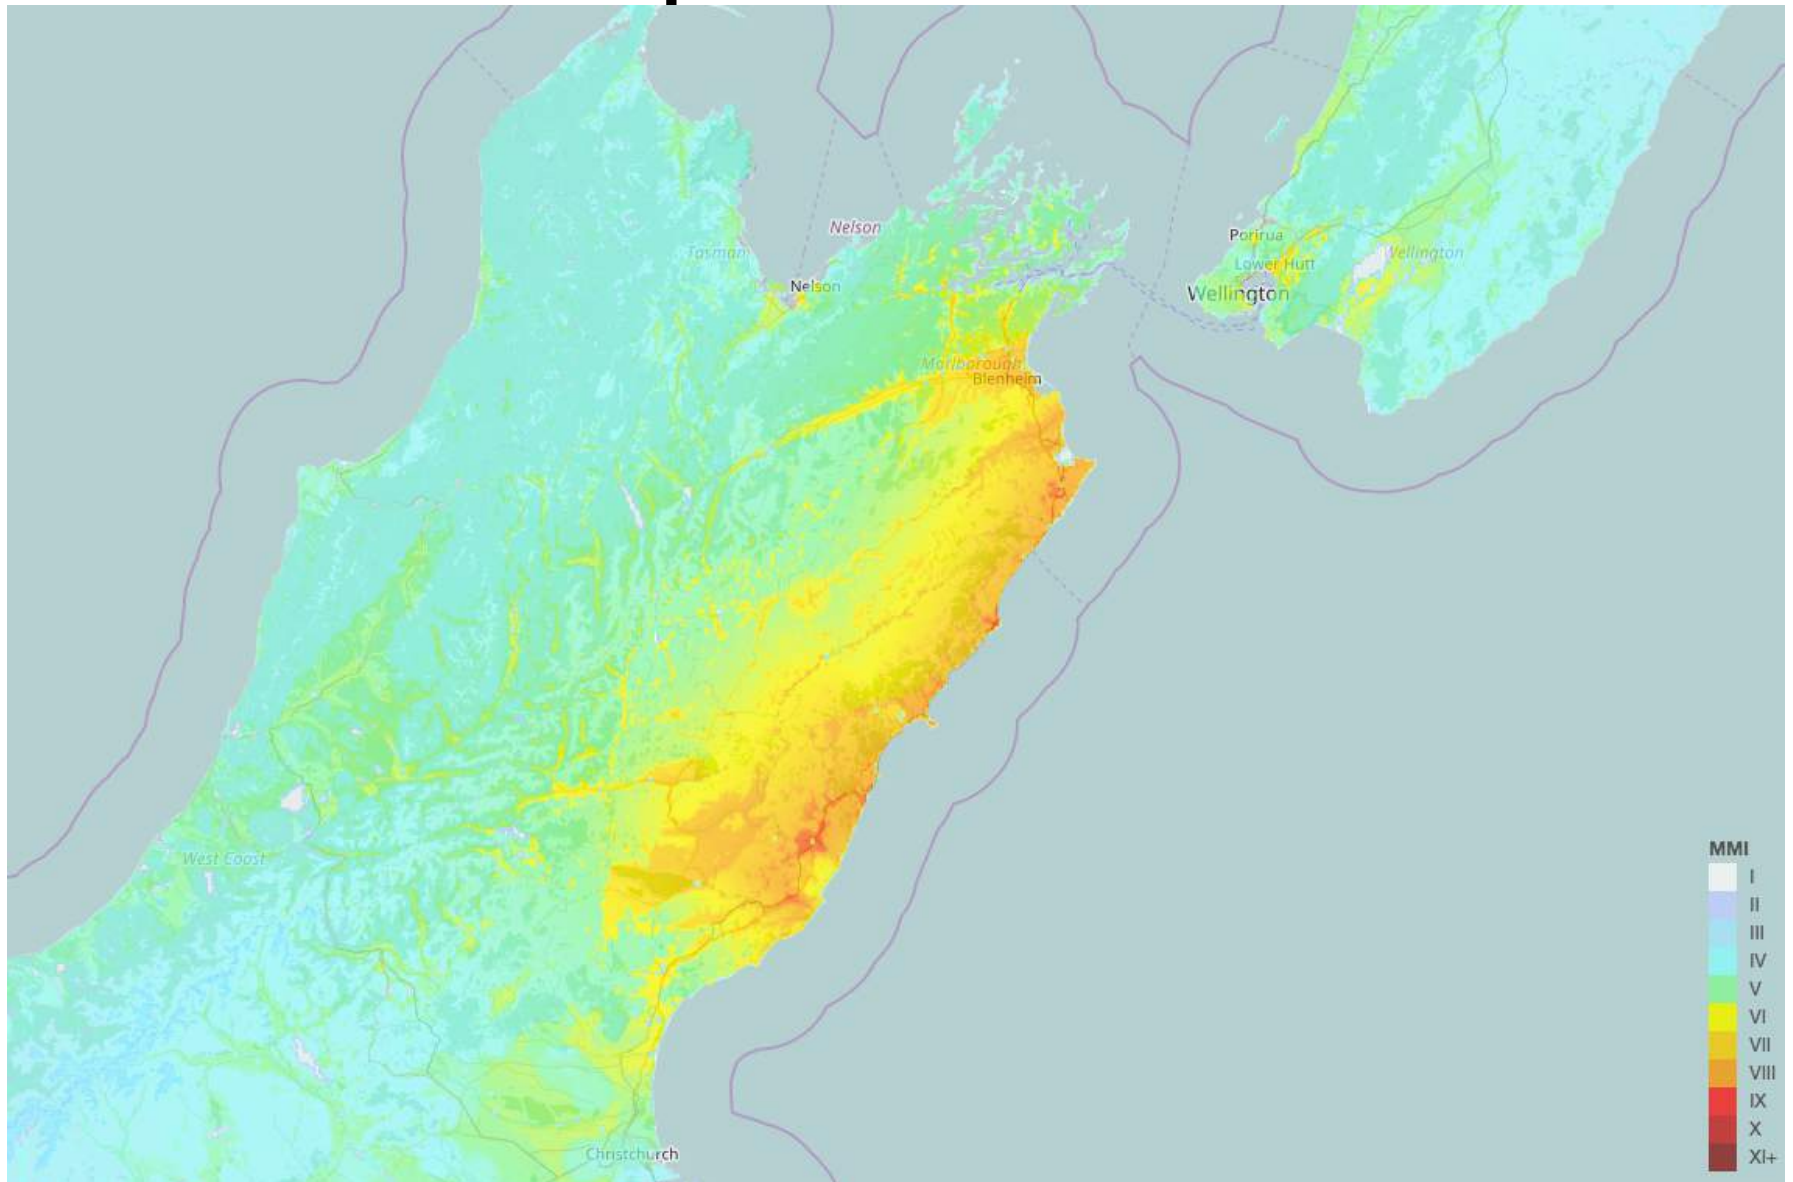 Nelson
Tasman
Nelson
Porirua
Lower Hutt
Wellington
Wellington
Marlborough
Blenheim
West Coast
Christchurch
MMI
I
II
III
IV
V
VI
VII
VIII
IX
X
XI+